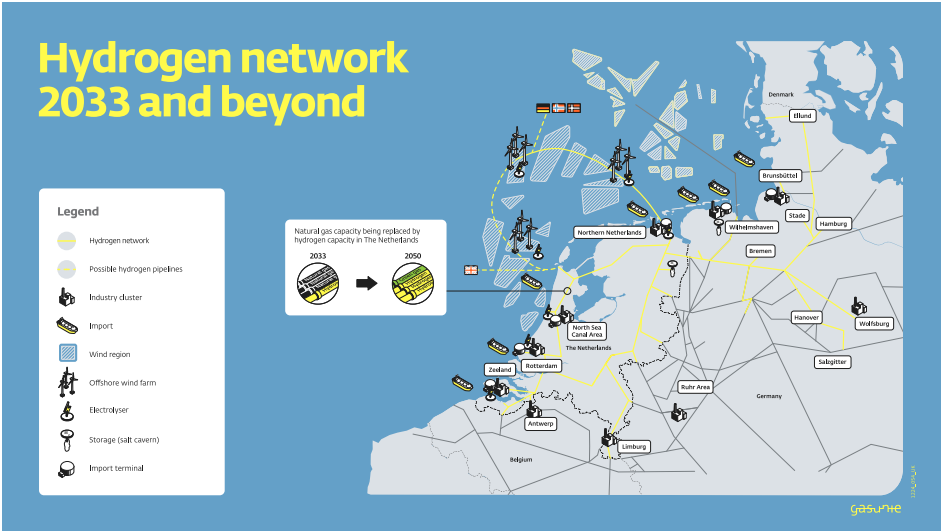 Hydrogen network
2033 and beyond
Legend
Hydrogen network
Possible hydrogen pipelines
Industry cluster
Import
Wind region
Offshore wind farm
Electrolyser
Storage (salt cavern)
Import terminal
Natural gas capacity being replaced by
hydrogen capacity in The Netherlands
2033
2050
Denmark
Ellund
Brunsbüttel
Stade
Hamburg
Wilhelmshaven
Northern Netherlands
Bremen
Hanover
Wolfsburg
Salzgitter
North Sea
Canal Area
The Netherlands
Rotterdam
Zeeland
Ruhr Area
Germany
Antwerp
Limburg
Belgium
gasunie